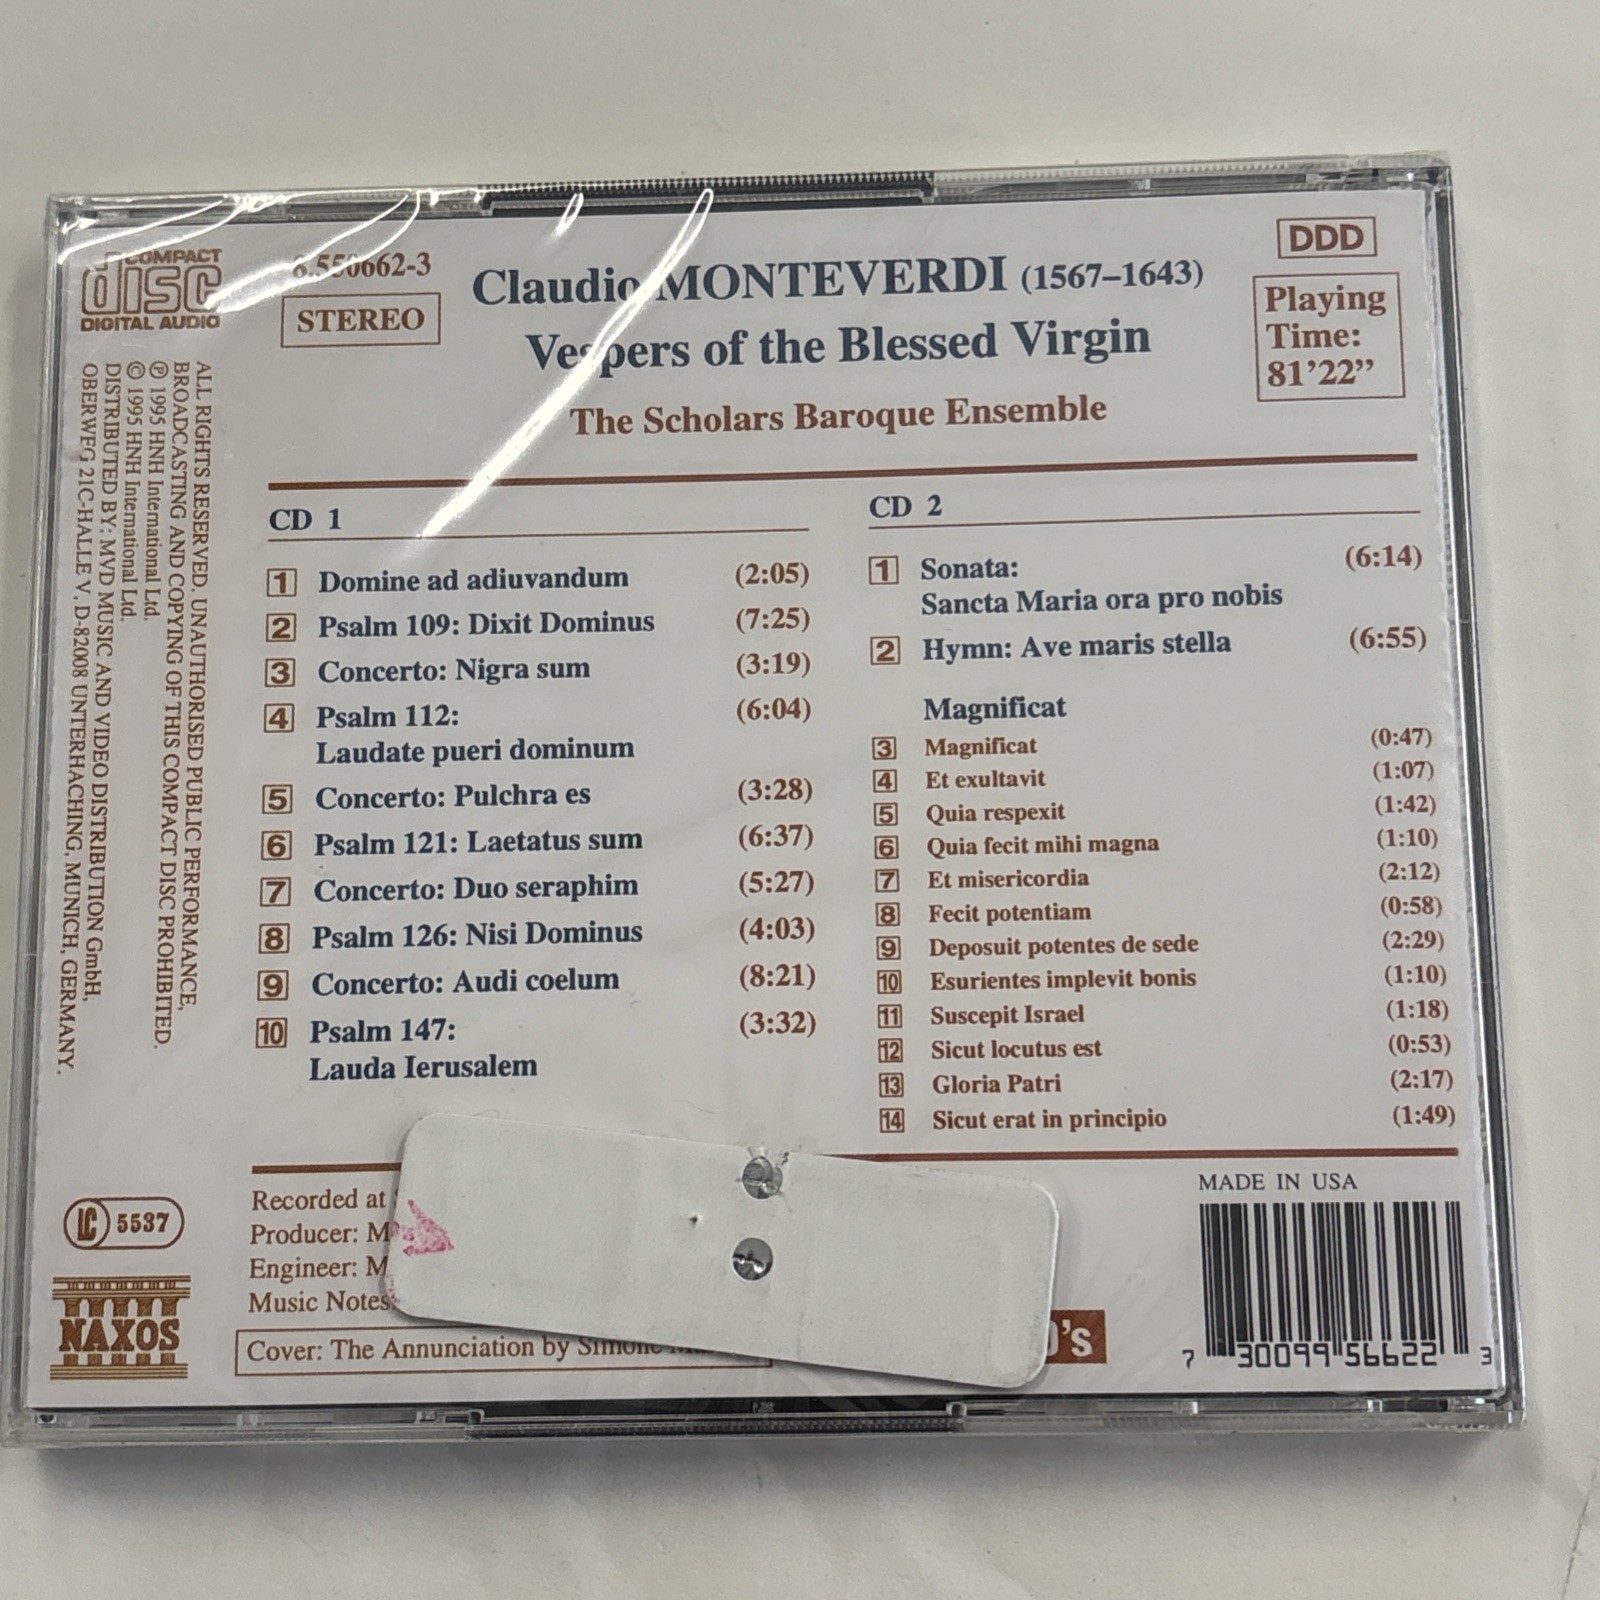 COMPACT
disc
DIGITAL AUDIO
8.550662-3
STEREO
Claudio MONTEVERDI (1567–1643)
Vespers of the Blessed Virgin
The Scholars Baroque Ensemble
DDD
Playing
Time:
81’22”
CD 1
1 Domine ad adiuvandum (2:05)
2 Psalm 109: Dixit Dominus (7:25)
3 Concerto: Nigra sum (3:19)
4 Psalm 112: (6:04)
Laudate pueri dominum
5 Concerto: Pulchra es (3:28)
6 Psalm 121: Laetatus sum (6:37)
7 Concerto: Duo seraphim (5:27)
8 Psalm 126: Nisi Dominus (4:03)
9 Concerto: Audi coelum (8:21)
10 Psalm 147: (3:32)
Lauda Ierusalem
CD 2
1 Sonata: (6:14)
Sancta Maria ora pro nobis
2 Hymn: Ave maris stella (6:55)
Magnificat
3 Magnificat (0:47)
4 Et exultavit (1:07)
5 Quia respexit (1:42)
6 Quia fecit mihi magna (1:10)
7 Et misericordia (2:12)
8 Fecit potentiam (0:58)
9 Deposuit potentes de sede (2:29)
10 Esurientes implevit bonis (1:10)
11 Suscepit Israel (1:18)
12 Sicut locutus est (0:53)
13 Gloria Patri (2:17)
14 Sicut erat in principio (1:49)
ALL RIGHTS RESERVED. UNAUTHORISED PUBLIC PERFORMANCE,
BROADCASTING AND COPYING OF THIS COMPACT DISC PROHIBITED.
℗ 1995 HNH International Ltd.
© 1995 HNH International Ltd.
DISTRIBUTED BY: MVD MUSIC AND VIDEO DISTRIBUTION GmbH,
OBERWEG 21C-HALLE V, D-82008 UNTERHACHING, MUNICH, GERMANY.
LC 5537
NAXOS
Recorded at
Producer:
Engineer:
Music Notes:
Cover: The Annunciation by Simone
MADE IN USA
7 30099 56622 3